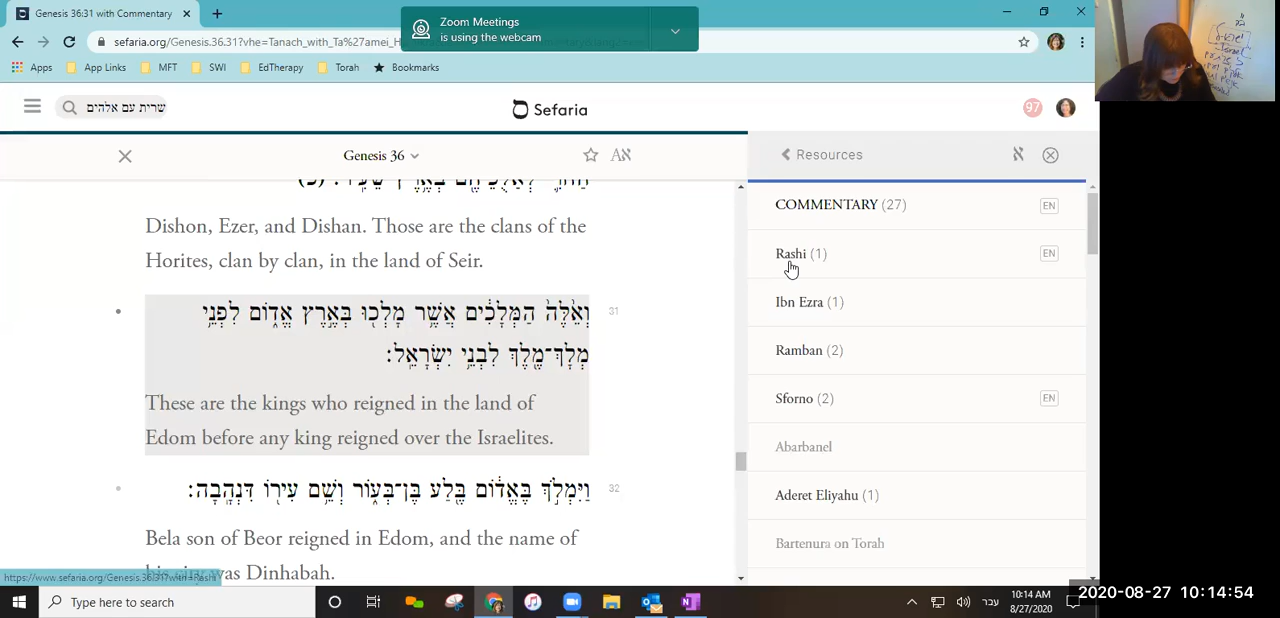 Genesis 36:31 with Commentary
Zoom Meetings
is using the webcam
sefaria.org/Genesis.36.31?vhe=Tanach_with_Ta%27amei_H
Apps
App Links
MFT
SWI
EdTherapy
Torah
Bookmarks
שרית עם אלהים
Sefaria
97
Genesis 36
Resources
Dishon, Ezer, and Dishan. Those are the clans of the
Horites, clan by clan, in the land of Seir.
וְאֵ֙לֶּה֙ הַמְּלָכִ֔ים אֲשֶׁ֥ר מָלְכ֖וּ בְּאֶ֣רֶץ אֱד֑וֹם לִפְנֵ֥י
מְלָךְ־מֶ֖לֶךְ לִבְנֵ֥י יִשְׂרָאֵֽל׃
31
These are the kings who reigned in the land of
Edom before any king reigned over the Israelites.
וַיִּמְלֹ֣ךְ בֶּאֱד֔וֹם בֶּ֖לַע בֶּן־בְּע֑וֹר וְשֵׁ֥ם עִיר֖וֹ דִּנְהָֽבָה׃
32
Bela son of Beor reigned in Edom, and the name of
was Dinhabah.
COMMENTARY (27)
EN
Rashi (1)
EN
Ibn Ezra (1)
Ramban (2)
Sforno (2)
EN
Abarbanel
Aderet Eliyahu (1)
Bartenura on Torah
https://www.sefaria.org/Genesis.36.31?with=Rashi
Type here to search
עבר
10:14 AM
8/27/2020
2020-08-27 10:14:54